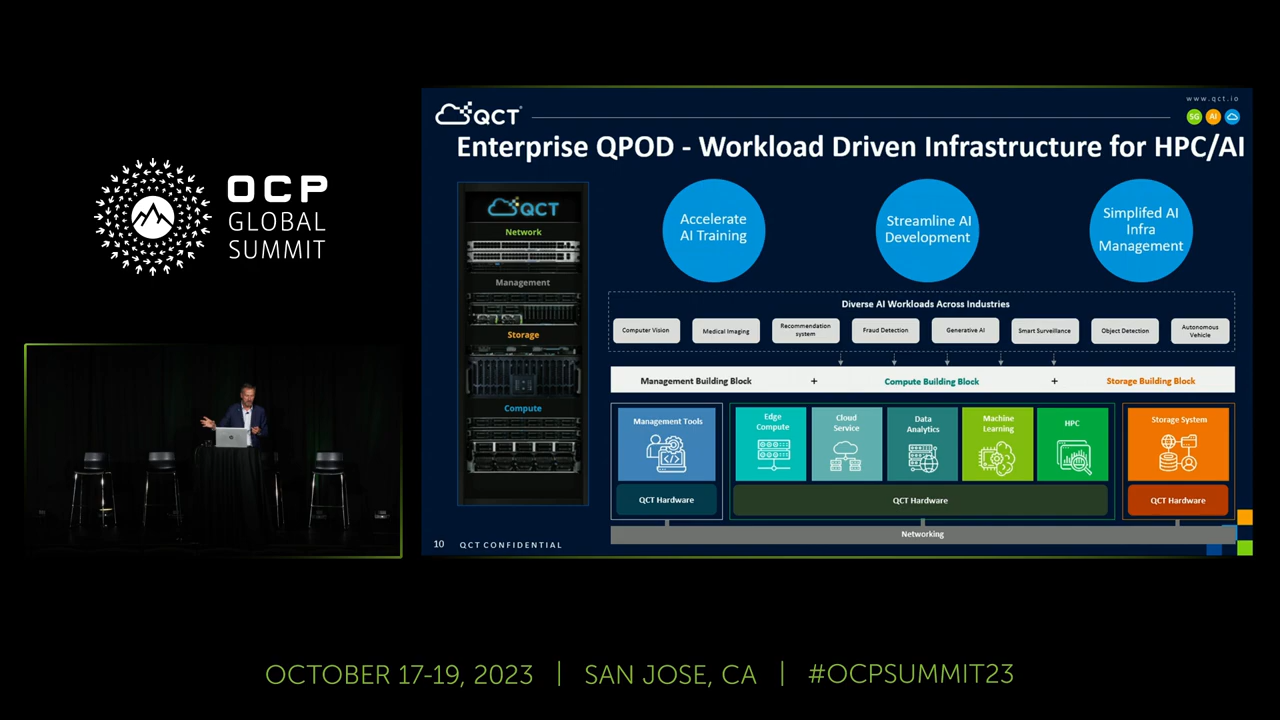 OCP
GLOBAL
SUMMIT
QCT
www.qct.io
5G
AI
Enterprise QPOD - Workload Driven Infrastructure for HPC/AI
QCT
Network
Management
Storage
Compute
Accelerate
AI Training
Streamline AI
Development
Simplifed AI
Infra
Management
Diverse AI Workloads Across Industries
Computer Vision
Medical Imaging
Recommendation
system
Fraud Detection
Generative AI
Smart Surveillance
Object Detection
Autonomous
Vehicle
Management Building Block + Compute Building Block + Storage Building Block
Management Tools
Edge
Compute
Cloud
Service
Data
Analytics
Machine
Learning
HPC
Storage System
QCT Hardware
QCT Hardware
QCT Hardware
Networking
10 QCT CONFIDENTIAL
OCTOBER 17-19, 2023 | SAN JOSE, CA | #OCPSUMMIT23